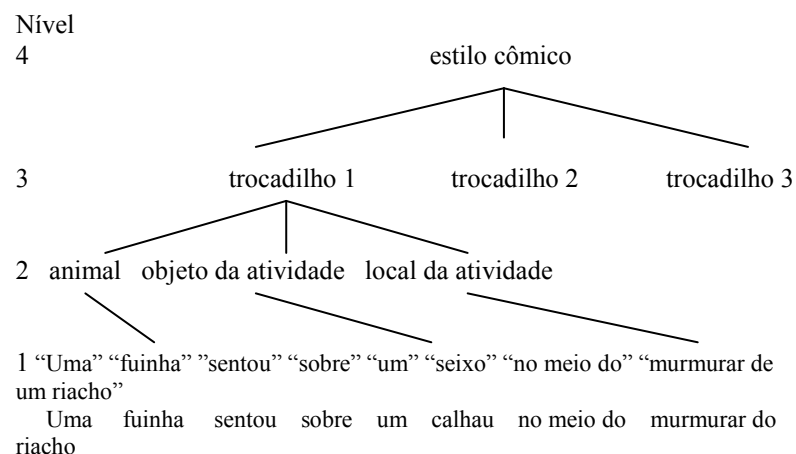 Nível
4 estilo cômico
3 trocadilho 1 trocadilho 2 trocadilho 3
2 animal objeto da atividade local da atividade
1 “Uma” “fuinha” ”sentou” “sobre” “um” “seixo” “no meio do” “murmurar de
um riacho”
Uma fuinha sentou sobre um calhau no meio do murmurar do
riacho